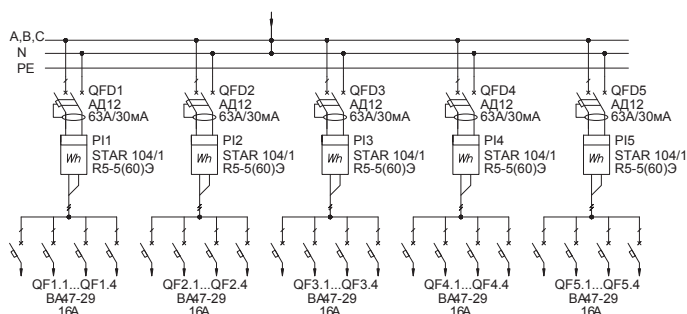 A,B,C
N
PE
QFD1
АД12
63А/30мА
QFD2
АД12
63А/30мА
QFD3
АД12
63А/30мА
QFD4
АД12
63А/30мА
QFD5
АД12
63А/30мА
PI1
STAR 104/1
R5-5(60)Э
PI2
STAR 104/1
R5-5(60)Э
PI3
STAR 104/1
R5-5(60)Э
PI4
STAR 104/1
R5-5(60)Э
PI5
STAR 104/1
R5-5(60)Э
Wh
Wh
Wh
Wh
Wh
QF1.1...QF1.4
ВА47-29
16А
QF2.1...QF2.4
ВА47-29
16А
QF3.1...QF3.4
ВА47-29
16А
QF4.1...QF4.4
ВА47-29
16А
QF5.1...QF5.4
ВА47-29
16А